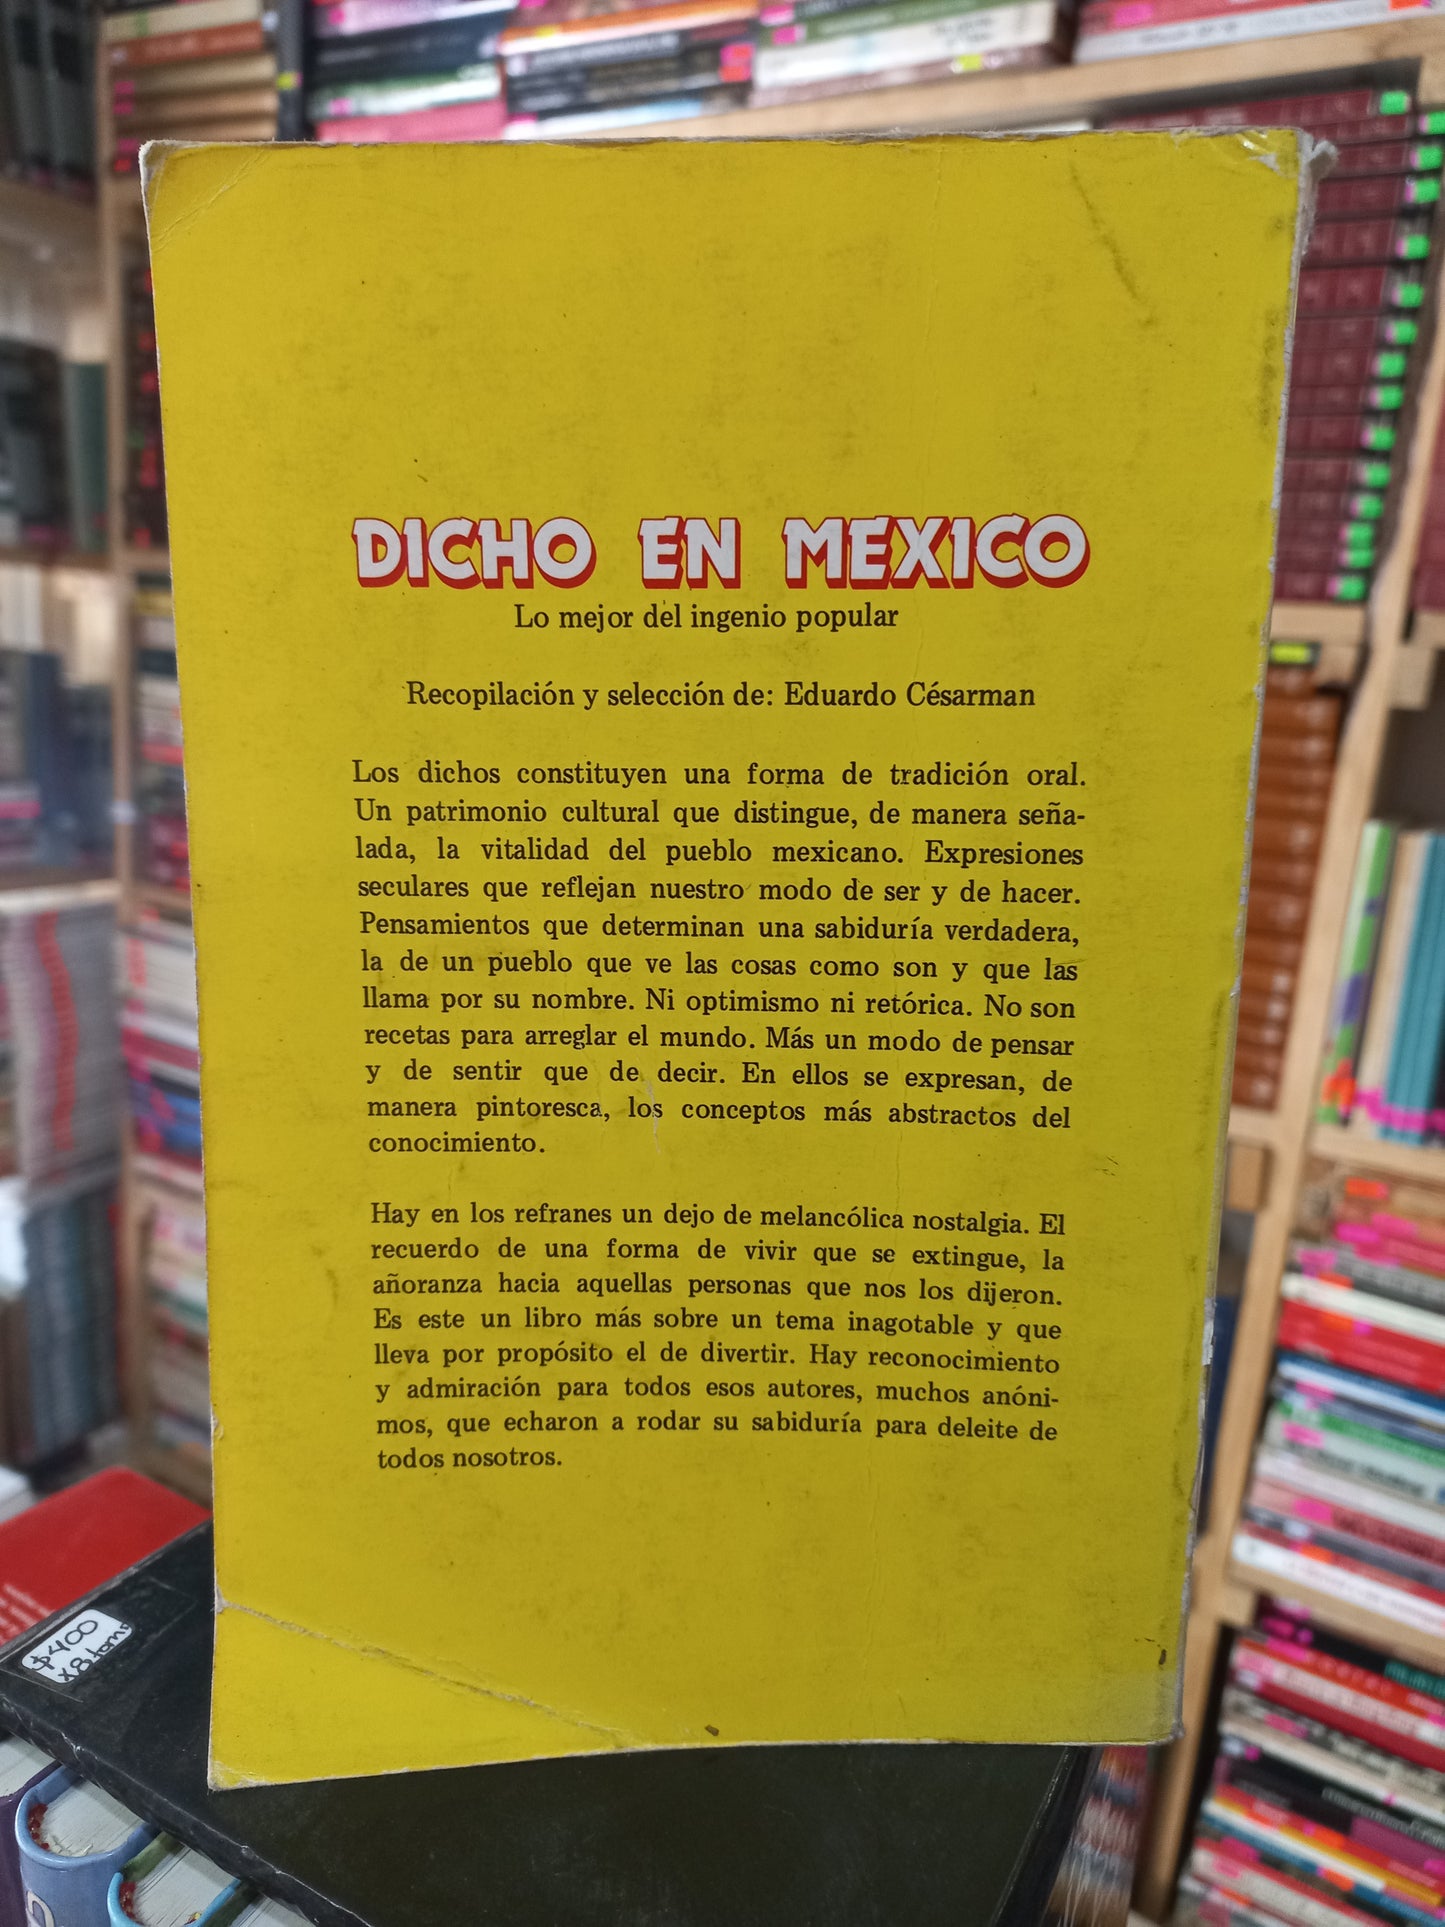 DICHO EN MEXICO
Lo mejor del ingenio popular
Recopilación y selección de: Eduardo Césarman
Los dichos constituyen una forma de tradición oral.
Un patrimonio cultural que distingue, de manera seña-
lada, la vitalidad del pueblo mexicano. Expresiones
seculares que reflejan nuestro modo de ser y de hacer.
Pensamientos que determinan una sabiduría verdadera,
la de un pueblo que ve las cosas como son y que las
llama por su nombre. Ni optimismo ni retórica. No son
recetas para arreglar el mundo. Más un modo de pensar
y de sentir que de decir. En ellos se expresan, de
manera pintoresca, los conceptos más abstractos del
conocimiento.
Hay en los refranes un dejo de melancólica nostalgia. El
recuerdo de una forma de vivir que se extingue, la
añoranza hacia aquellas personas que nos los dijeron.
Es este un libro más sobre un tema inagotable y que
lleva por propósito el de divertir. Hay reconocimiento
y admiración para todos esos autores, muchos anóni-
mos, que echaron a rodar su sabiduría para deleite de
todos nosotros.
$400
x8 toms